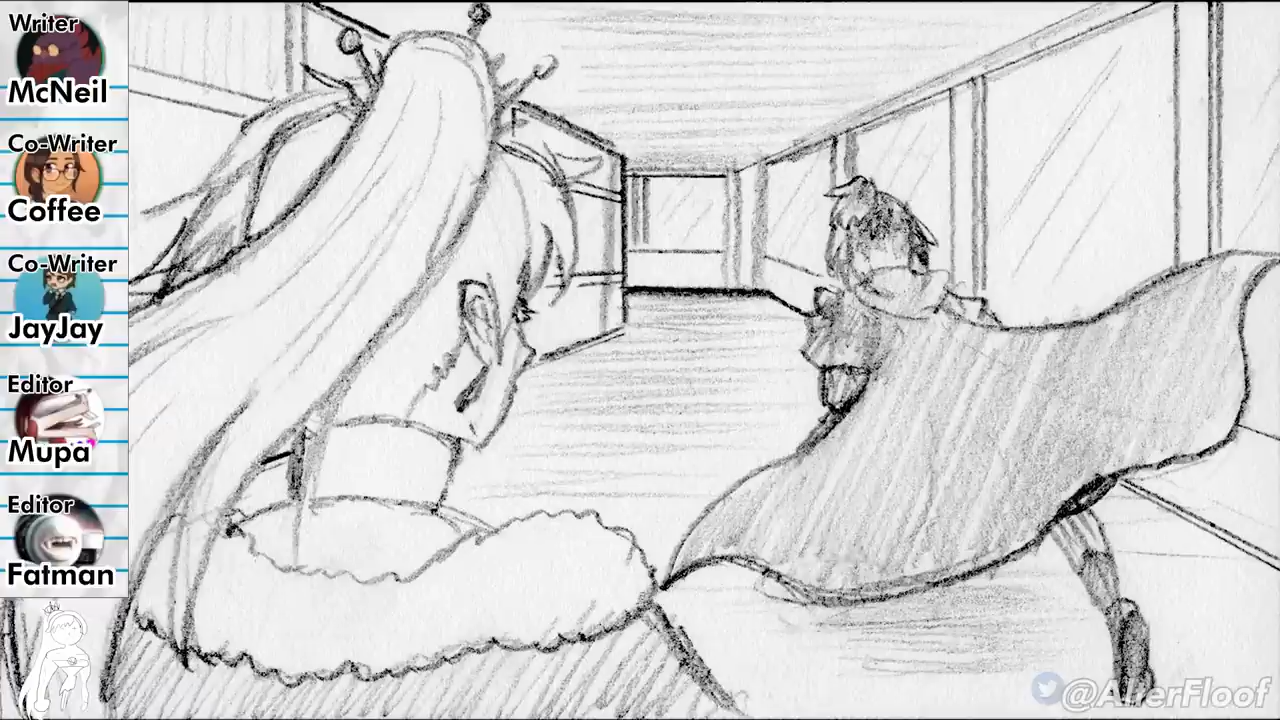 Writer
McNeil
Co-Writer
Coffee
Co-Writer
JayJay
Editor
Mupa
Editor
Fatman
@AlterFloof